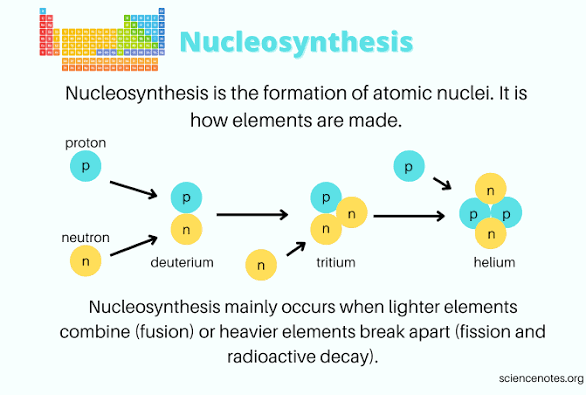 Nucleosynthesis
Nucleosynthesis is the formation of atomic nuclei. It is
how elements are made.
proton
p
p
p
p
n
n
p
p
neutron
n
n
n
n
n
deuterium
tritium
helium
Nucleosynthesis mainly occurs when lighter elements
combine (fusion) or heavier elements break apart (fission and
radioactive decay).
sciencenotes.org